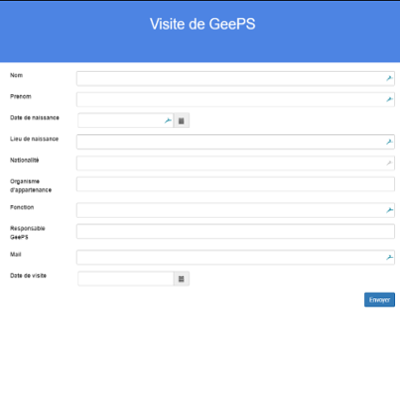 Visite de GeePS
Nom
Prenom
Date de naissance
Lieu de naissance
Nationalité
Organisme
d'appartenance
Fonction
Responsable
GeePS
Mail
Date de visite
Envoyer